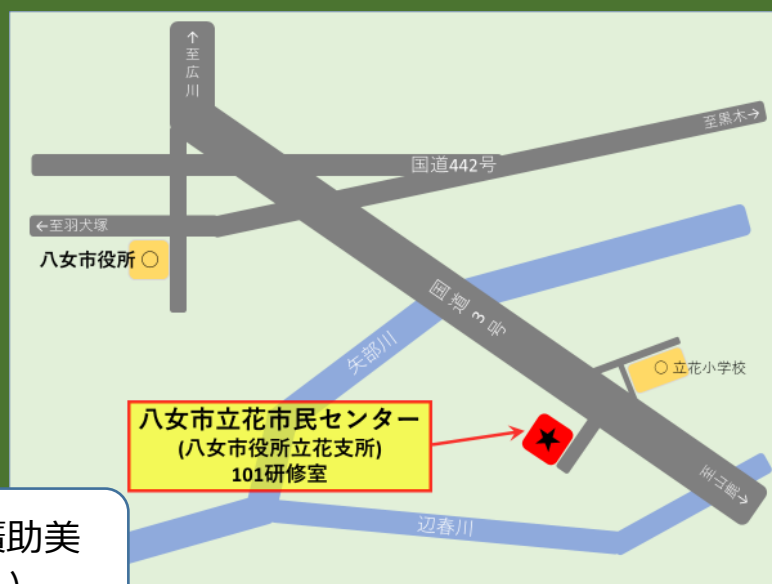 ↑至広川
至黒木→
国道442号
←至羽犬塚
八女市役所○
国道3号
矢部川
○立花小学校
八女市立花市民センター
(八女市役所立花支所)
101研修室
至山鹿→
辺春川
廣助美